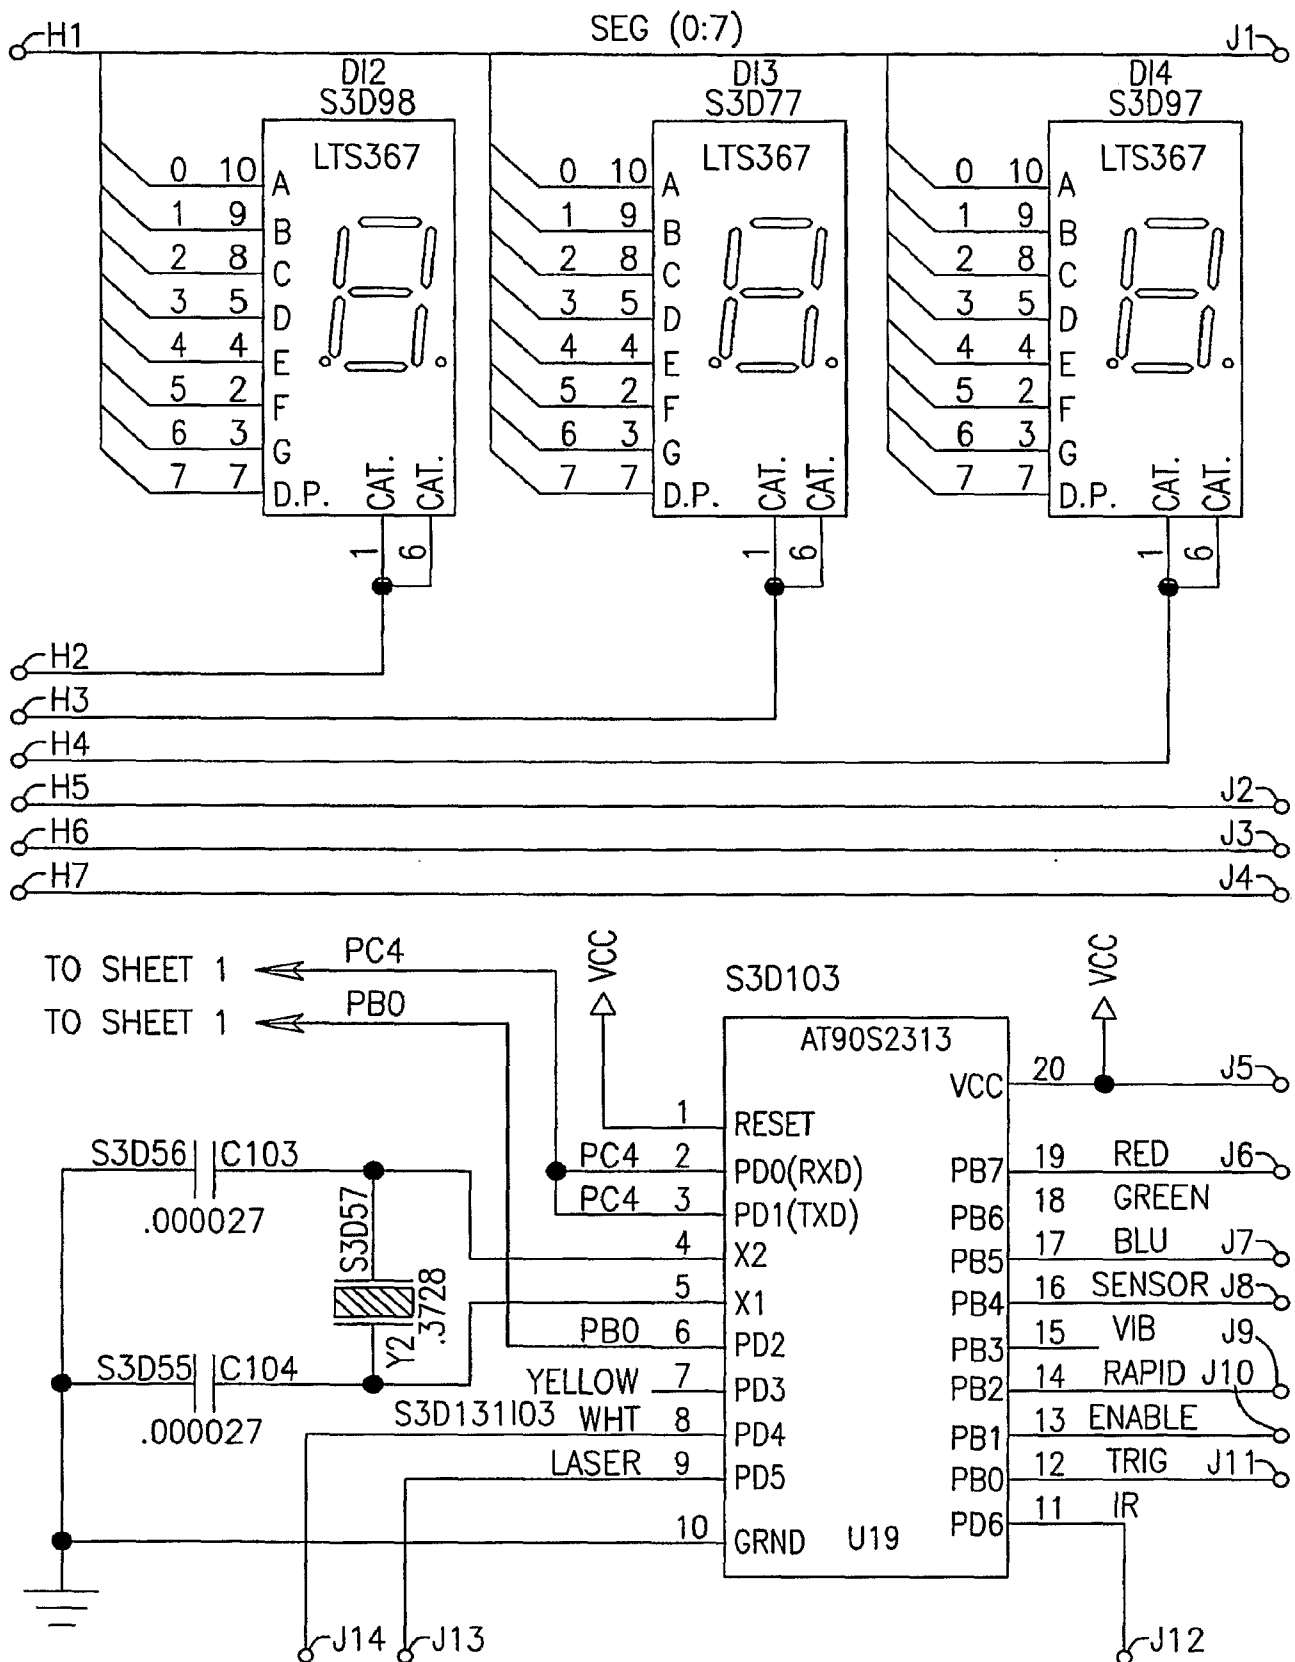 H1 SEG (0:7) J1
DI2 DI3 DI4
S3D98 S3D77 S3D97
LTS367 LTS367 LTS367
0 10 A 0 10 A 0 10 A
1 9 B 1 9 B 1 9 B
2 8 C 2 8 C 2 8 C
3 5 D 3 5 D 3 5 D
4 4 E 4 4 E 4 4 E
5 2 F 5 2 F 5 2 F
6 3 G 6 3 G 6 3 G
7 7 D.P. CAT. CAT. 7 7 D.P. CAT. CAT. 7 7 D.P. CAT. CAT.
1 6 1 6 1 6
H2
H3
H4
H5 J2
H6 J3
H7 J4
TO SHEET 1 PC4 VCC S3D103 VCC
TO SHEET 1 PB0
AT90S2313
VCC 20 J5
1 RESET
S3D56 C103 PC4 2 PD0(RXD) PB7 19 RED J6
.000027 S3D57 PC4 3 PD1(TXD) PB6 18 GREEN
4 X2 PB5 17 BLU J7
5 X1 PB4 16 SENSOR J8
Y2 .3728 PB0 6 PD2 PB3 15 VIB J9
S3D55 C104 YELLOW 7 PD3 PB2 14 RAPID J10
.000027 S3D131I03 WHT 8 PD4 PB1 13 ENABLE
LASER 9 PD5 PB0 12 TRIG J11
10 GRND U19 PD6 11 IR
J14 J13 J12